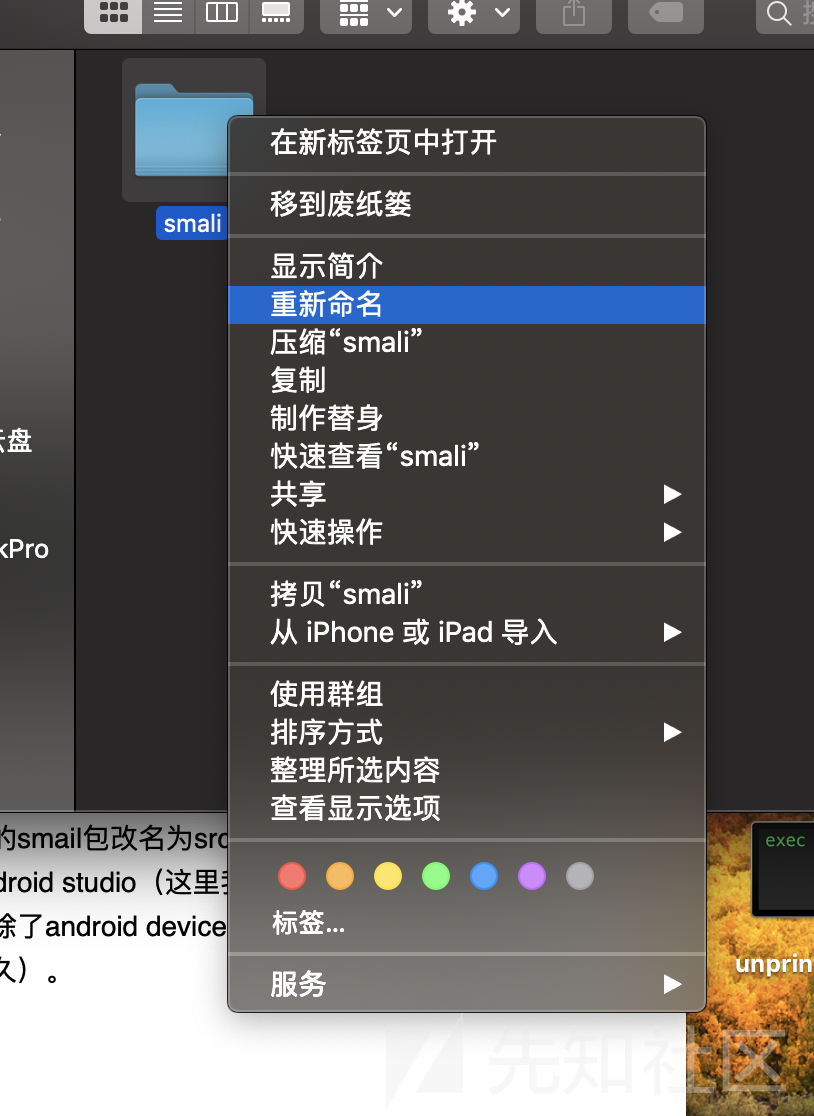 smali
在新标签页中打开
移到废纸篓
显示简介
重新命名
压缩“smali”
复制
制作替身
快速查看“smali”
共享
快速操作
拷贝“smali”
从 iPhone 或 iPad 导入
使用群组
排序方式
整理所选内容
查看显示选项
标签...
服务
云盘
kPro
的smail包改名为src
droid studio（这里
除了android device
久）。
exec
unprin
先知社区